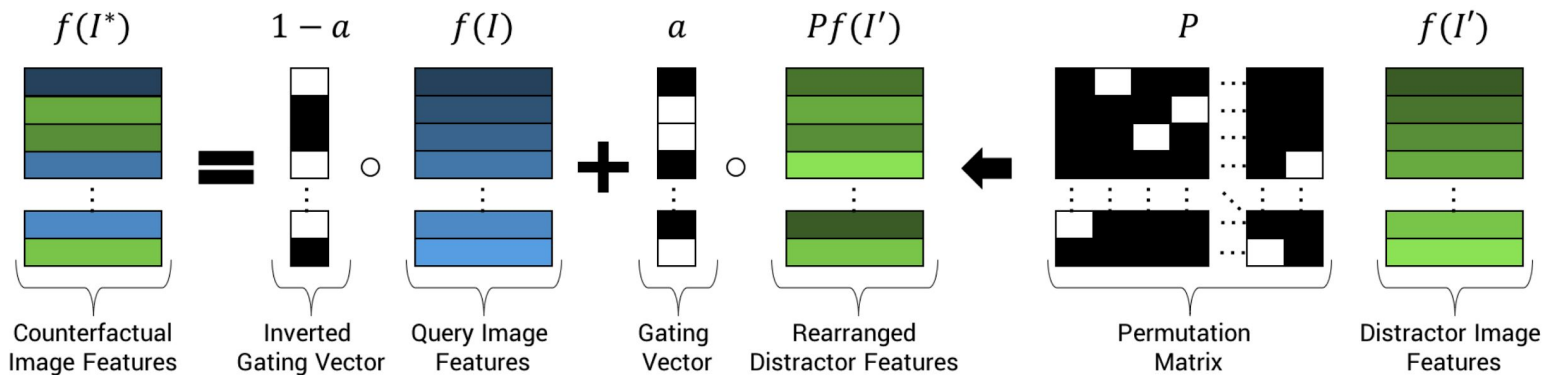 f(I*) 1 − a f(I) a Pf(I′) P f(I′)
= ∘ + ∘
Counterfactual Inverted Query Image Gating Rearranged Permutation Distractor Image
Image Features Gating Vector Features Vector Distractor Features Matrix Features